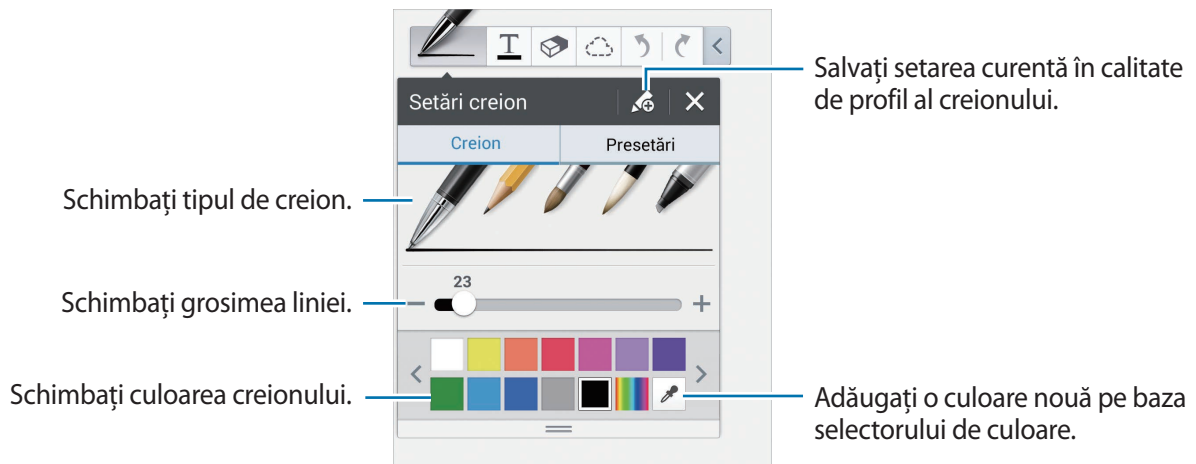 T
Salvați setarea curentă în calitate
de profil al creionului.
Setări creion
Creion
Presetări
Schimbați tipul de creion.
23
Schimbați grosimea liniei.
Schimbați culoarea creionului.
Adăugați o culoare nouă pe baza
selectorului de culoare.